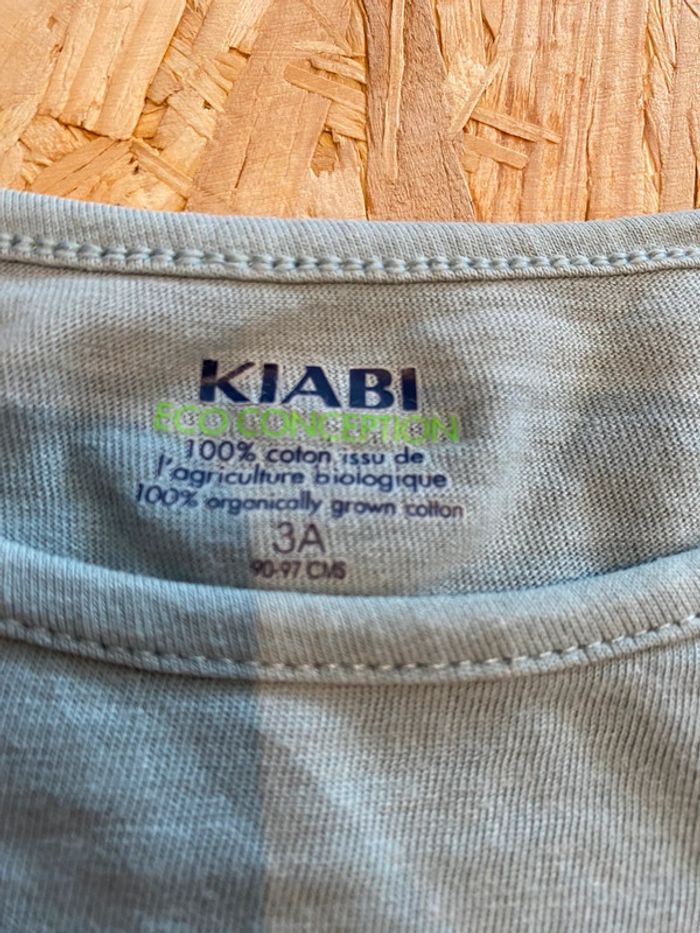 KIABI
ECO CONCEPTION
100% coton issu de
l'agriculture biologique
100% organically grown cotton
3A
90-97 CMS